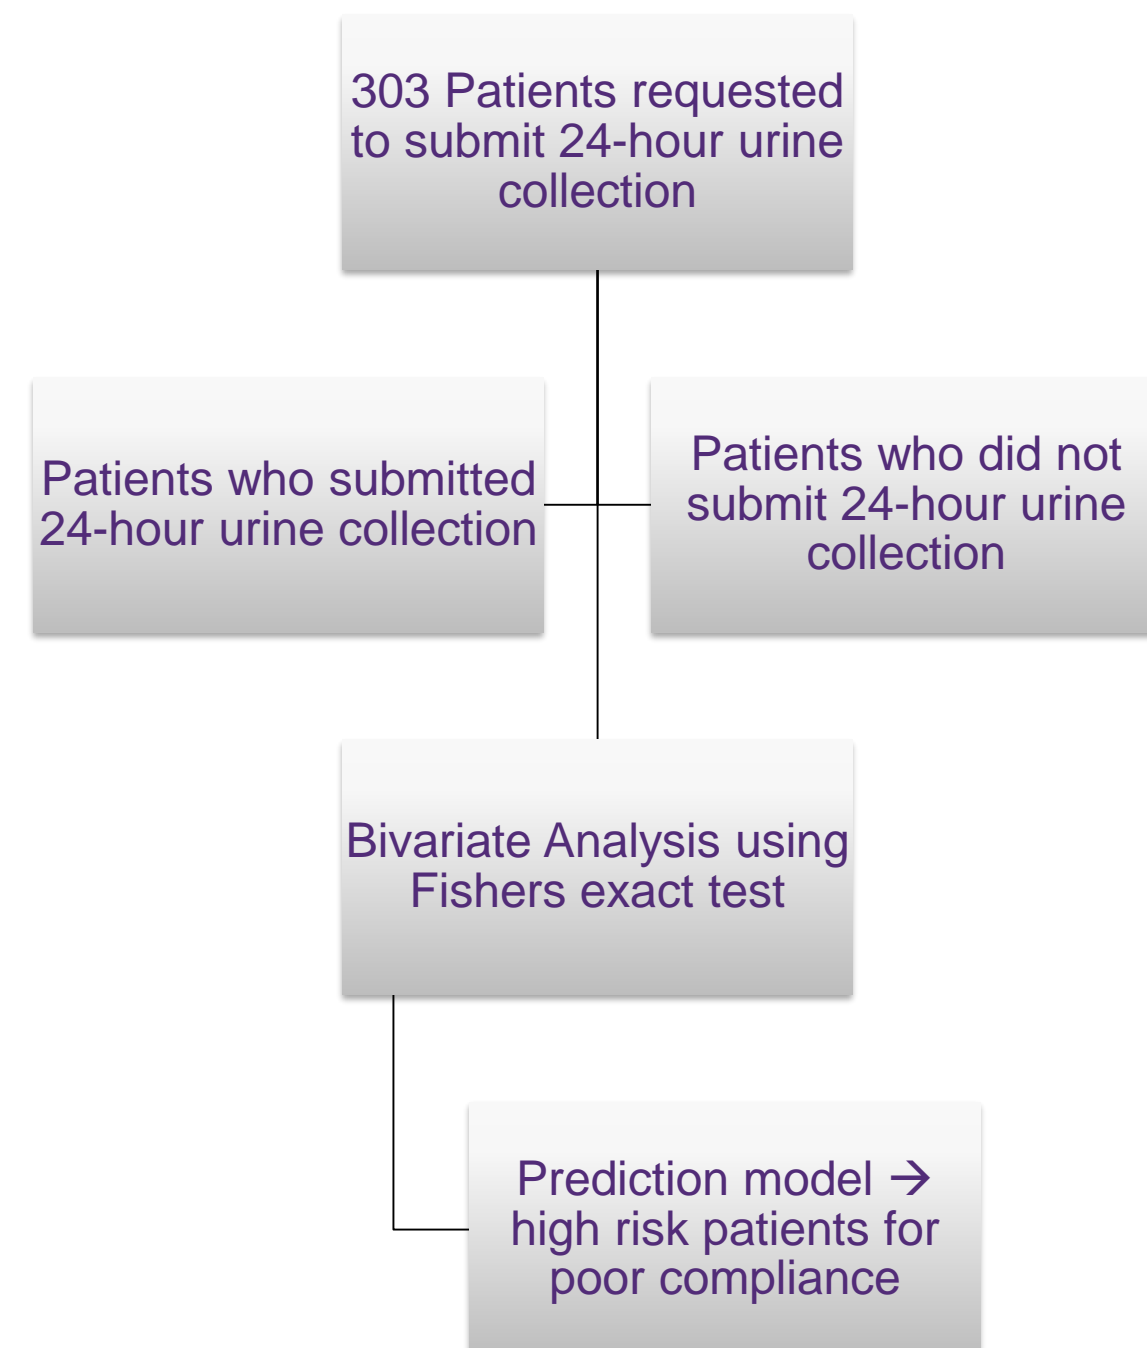 303 Patients requested
to submit 24-hour urine
collection
Patients who submitted
24-hour urine collection
Patients who did not
submit 24-hour urine
collection
Bivariate Analysis using
Fishers exact test
Prediction model →
high risk patients for
poor compliance